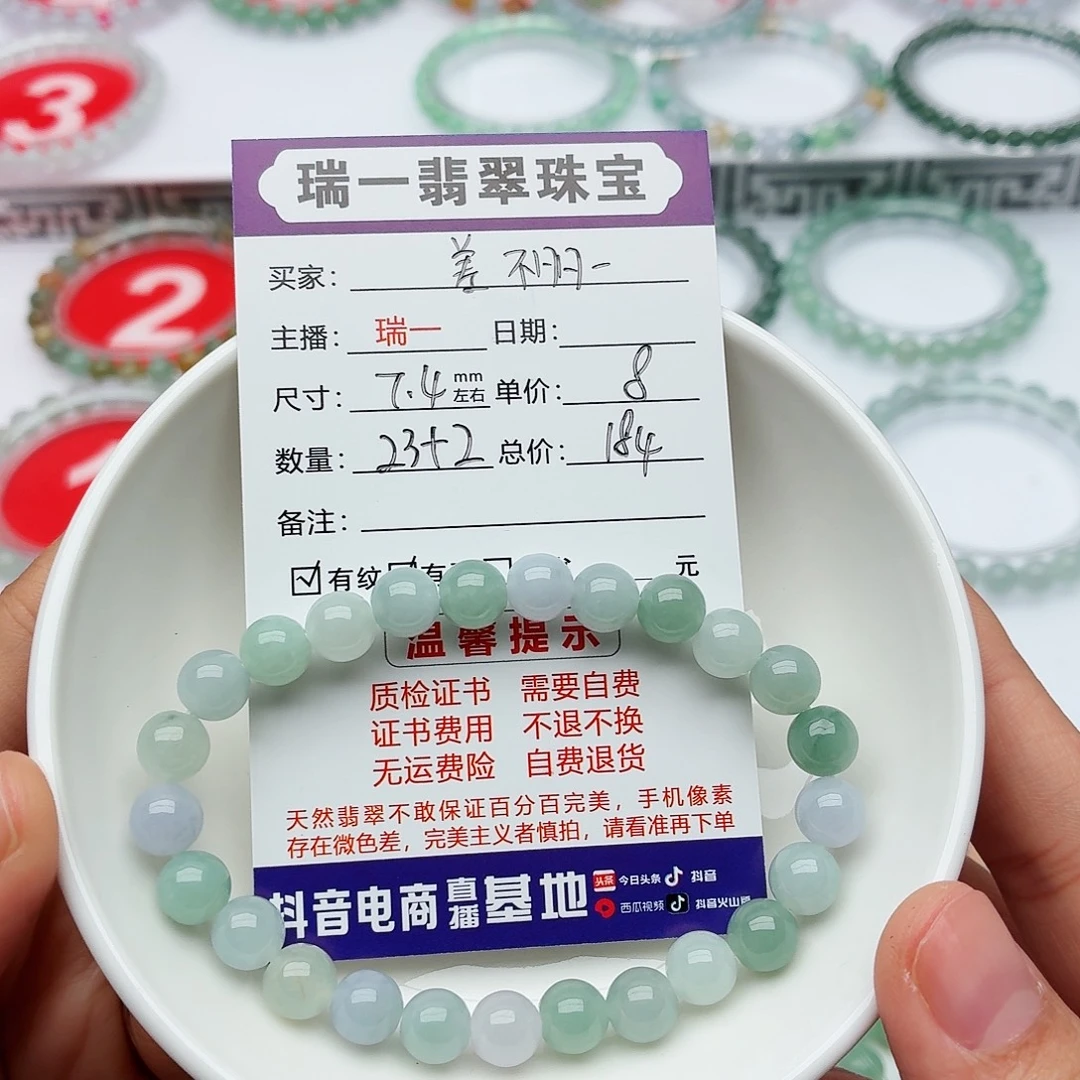 3
瑞一翡翠珠宝
买家: 差不多一
2
主播: 瑞一 日期:
尺寸: 7.4 mm左右 单价: 8
数量: 23+2 总价: 184
备注:
☑有纹 元
温馨提示
质检证书 需要自费
证书费用 不退不换
无运费险 自费退货
天然翡翠不敢保证百分百完美，手机像素
存在微色差，完美主义者慎拍，请看准再下单
抖音电商直播基地 头条 今日头条 抖音
西瓜视频 抖音火山